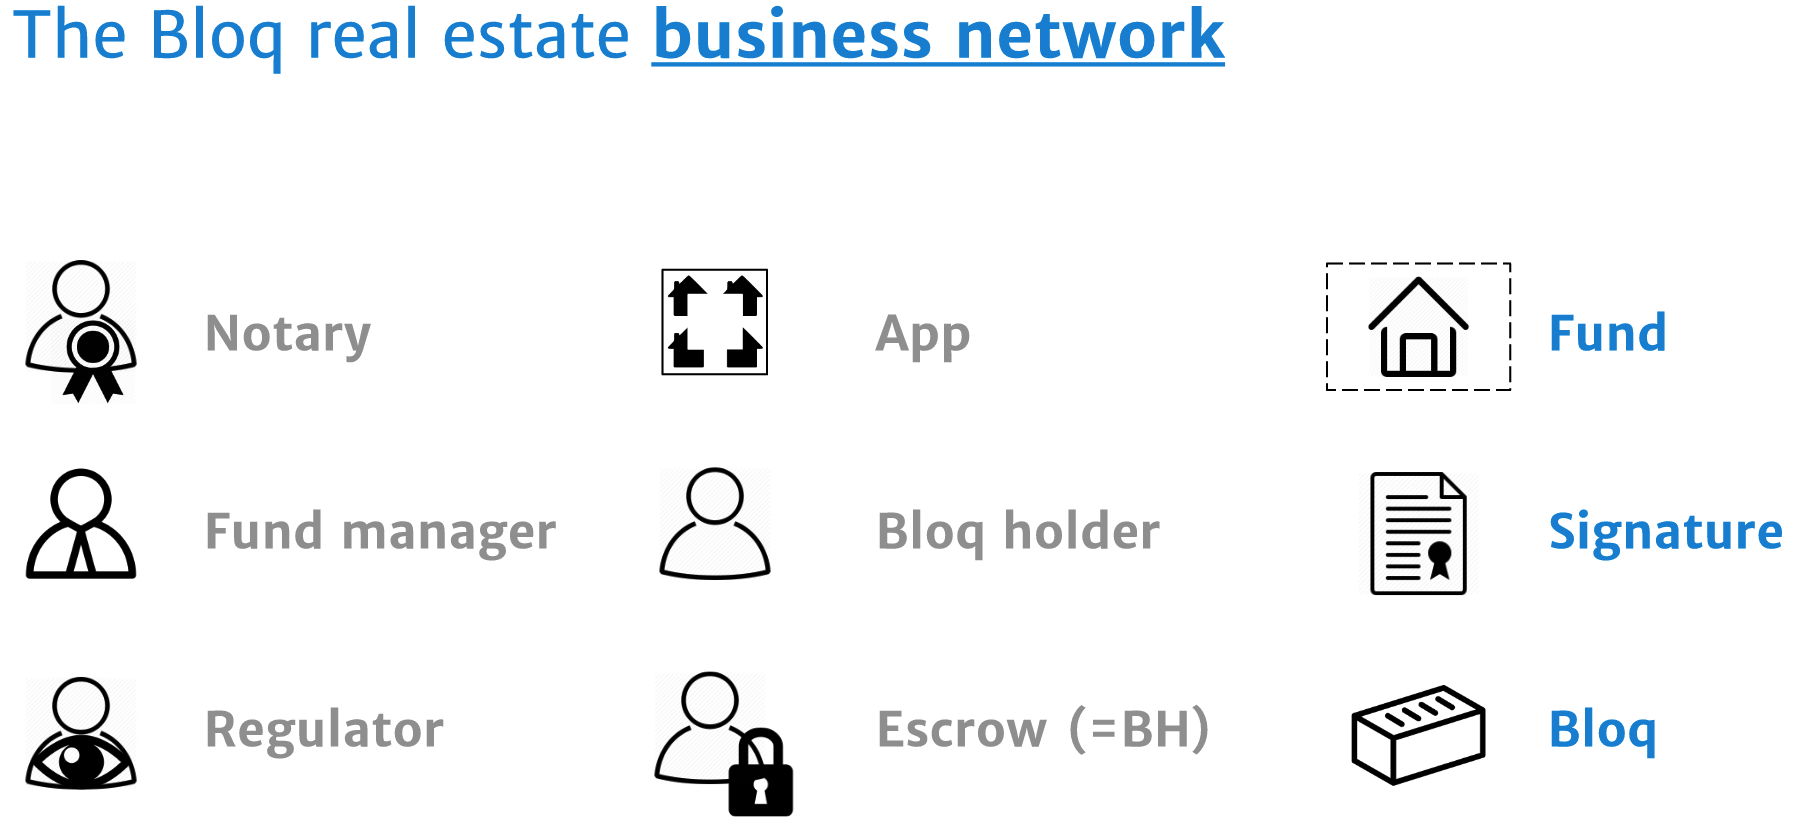 The Bloq real estate business network
Notary
App
Fund
Fund manager
Bloq holder
Signature
Regulator
Escrow (=BH)
Bloq